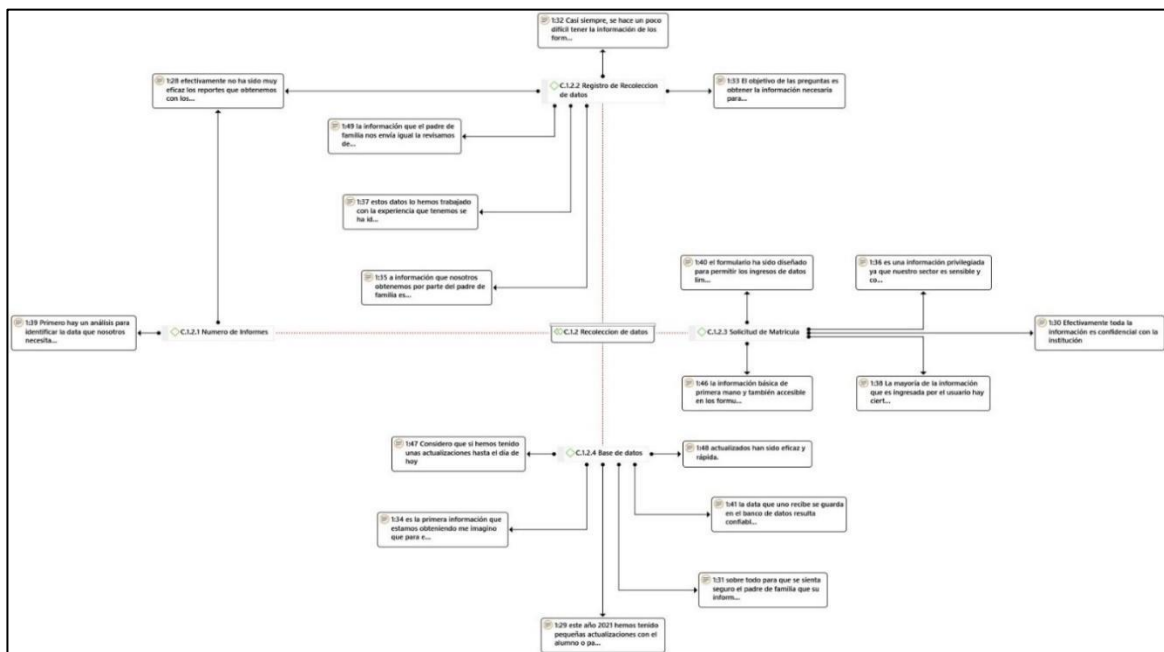 1:32 Casi siempre, se hace un poco
difícil tener la información de los
form...
1:28 efectivamente no ha sido muy
eficaz los reportes que obtenemos
con los...
C.1.2.2 Registro de Recoleccion
de datos
1:33 El objetivo de las preguntas es
obtener la información necesaria
para...
1:49 la información que el padre de
familia nos envía igual la revisamos
de...
1:37 estos datos lo hemos trabajado
con la experiencia que tenemos se
ha id...
1:35 a información que nosotros
obtenemos por parte del padre de
familia es...
1:40 el formulario ha sido diseñado
para permitir los ingresos de datos
lim...
1:36 es una información privilegiada
ya que nuestro sector es sensible y
co...
1:39 Primero hay un análisis para
identificar la data que nosotros
necesita...
C.1.2.1 Numero de Informes
C.1.2 Recoleccion de datos
C.1.2.3 Solicitud de Matricula
1:30 Efectivamente toda la
información es confidencial con la
institución
1:46 la información básica de
primera mano y también accesible
en los formu...
1:38 La mayoría de la información
que es ingresada por el usuario hay
ciert...
1:47 Considero que si hemos tenido
unas actualizaciones hasta el día de
hoy
C.1.2.4 Base de datos
1:48 actualizados han sido eficaz y
rápida.
1:34 es la primera información que
estamos obteniendo me imagino
que para e...
1:41 la data que uno recibe se guarda
en el banco de datos resulta
confiabl...
1:31 sobre todo para que se sienta
seguro el padre de familia que su
inform...
1:29 este año 2021 hemos tenido
pequeñas actualizaciones con el
alumno o pa...